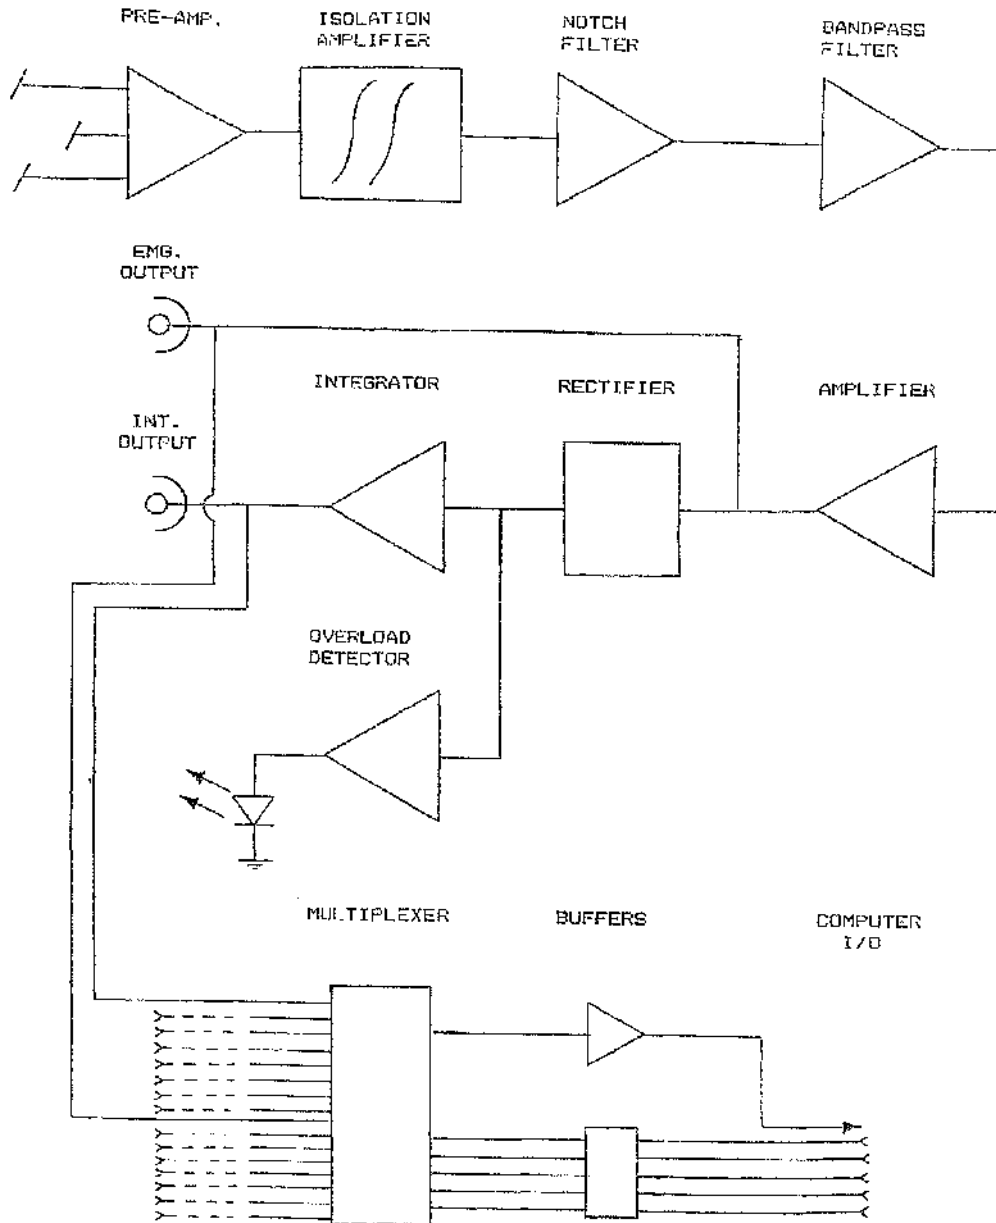 PRE-AMP.
ISOLATION
AMPLIFIER
NOTCH
FILTER
BANDPASS
FILTER
EMG.
OUTPUT
INTEGRATOR
RECTIFIER
AMPLIFIER
INT.
OUTPUT
OVERLOAD
DETECTOR
MULTIPLEXER
BUFFERS
COMPUTER
I/O